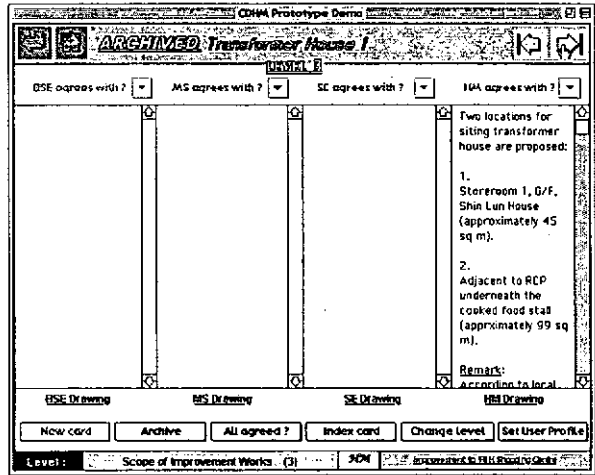 CDHM Prototype Demo
ARCHIVED Transformer House 1
LEVEL 3
BSE agrees with ?
MS agrees with ?
SE agrees with ?
HM agrees with ?
Two locations for
siting transformer
house are proposed:
1.
Storeroom 1, G/F,
Shin Lun House
(approximately 45
sq m).
2.
Adjacent to RCP
underneath the
cooked food stall
(apprximately 99 sq
m).
Remark:
According to local
BSE Drawing
MS Drawing
SE Drawing
HM Drawing
New card
Archive
All agreed ?
Index card
Change level
Set User Profile
Level:
Scope of Improvement Works (3)